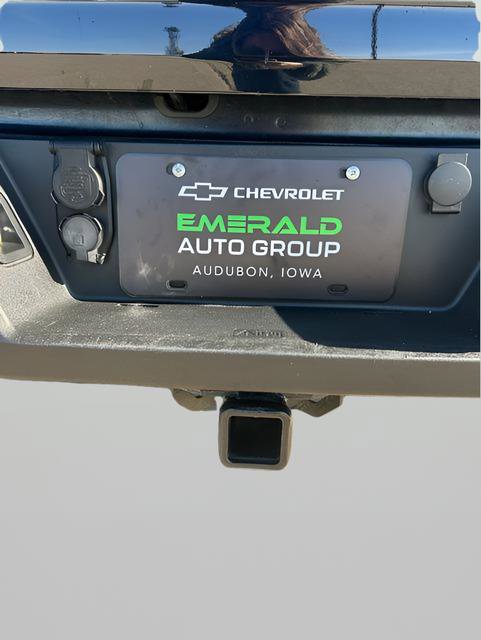 CHEVROLET
EMERALD
AUTO GROUP
AUDUBON, IOWA